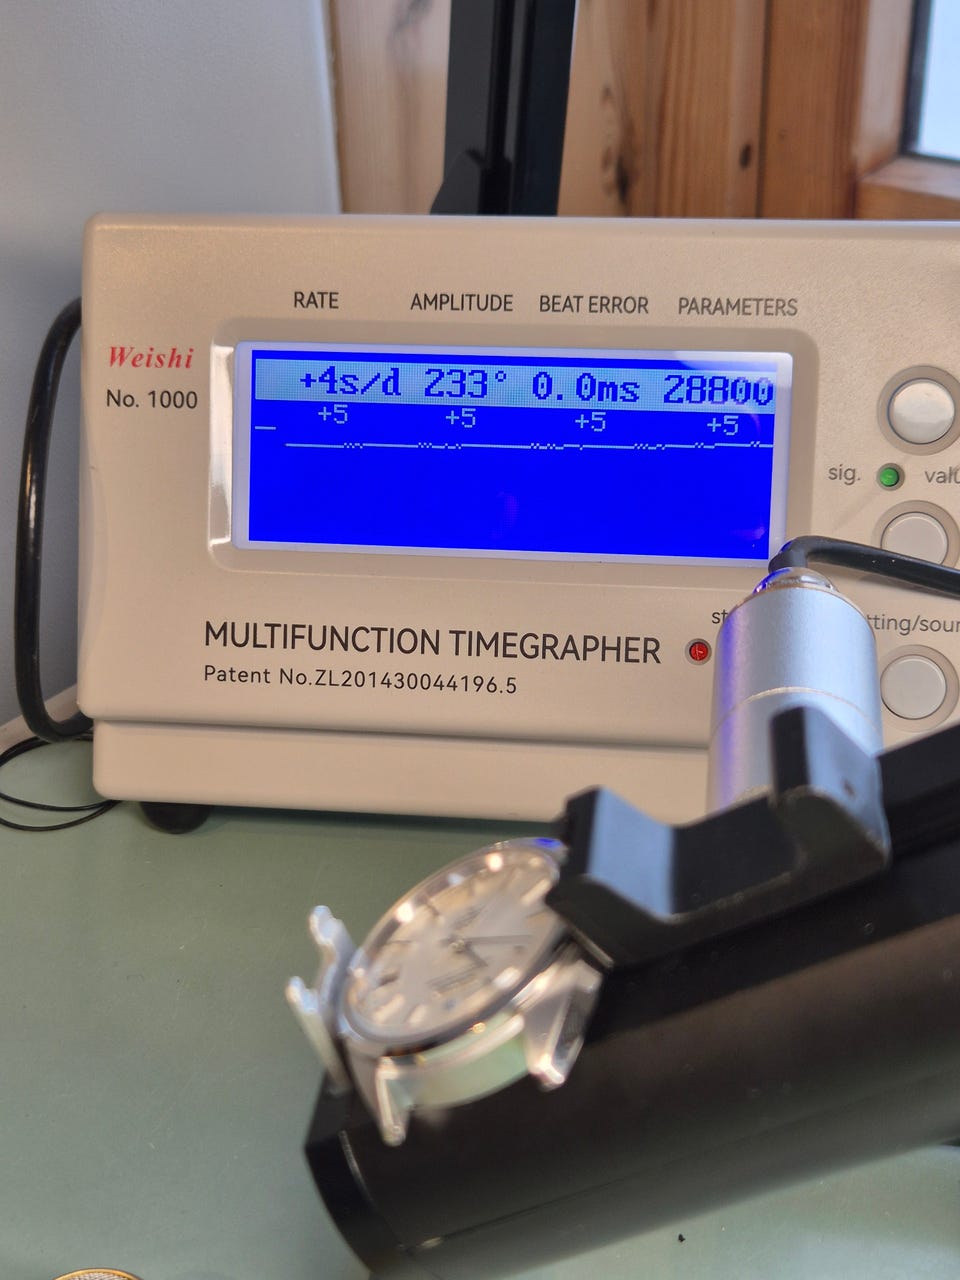 RATE AMPLITUDE BEAT ERROR PARAMETERS
Weishi
No. 1000
+4s/d 233° 0.0ms 28800
+5 +5 +5 +5
sig.
MULTIFUNCTION TIMEGRAPHER
Patent No.ZL201430044196.5